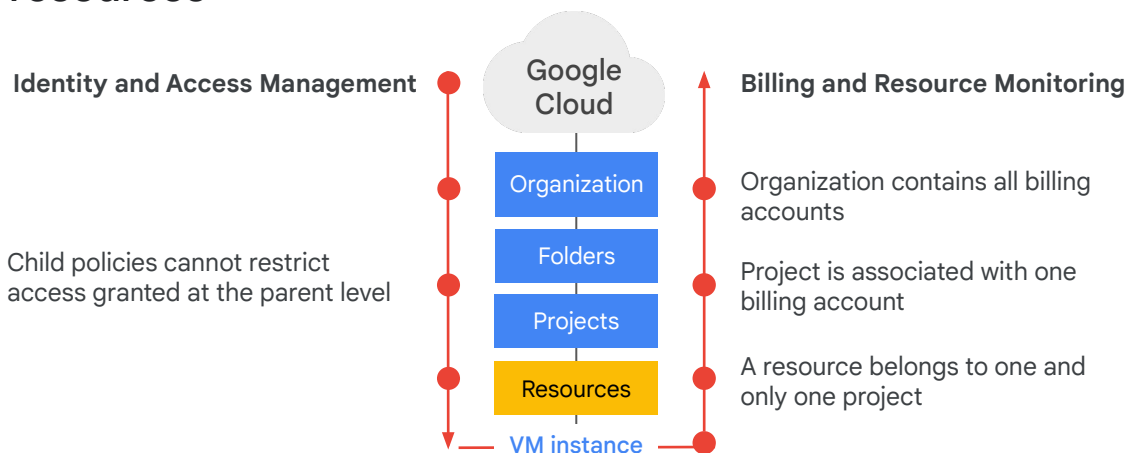 Identity and Access Management
Google
Cloud
Billing and Resource Monitoring
Organization
Organization contains all billing
accounts
Child policies cannot restrict
access granted at the parent level
Folders
Project is associated with one
billing account
Projects
A resource belongs to one and
only one project
Resources
VM instance